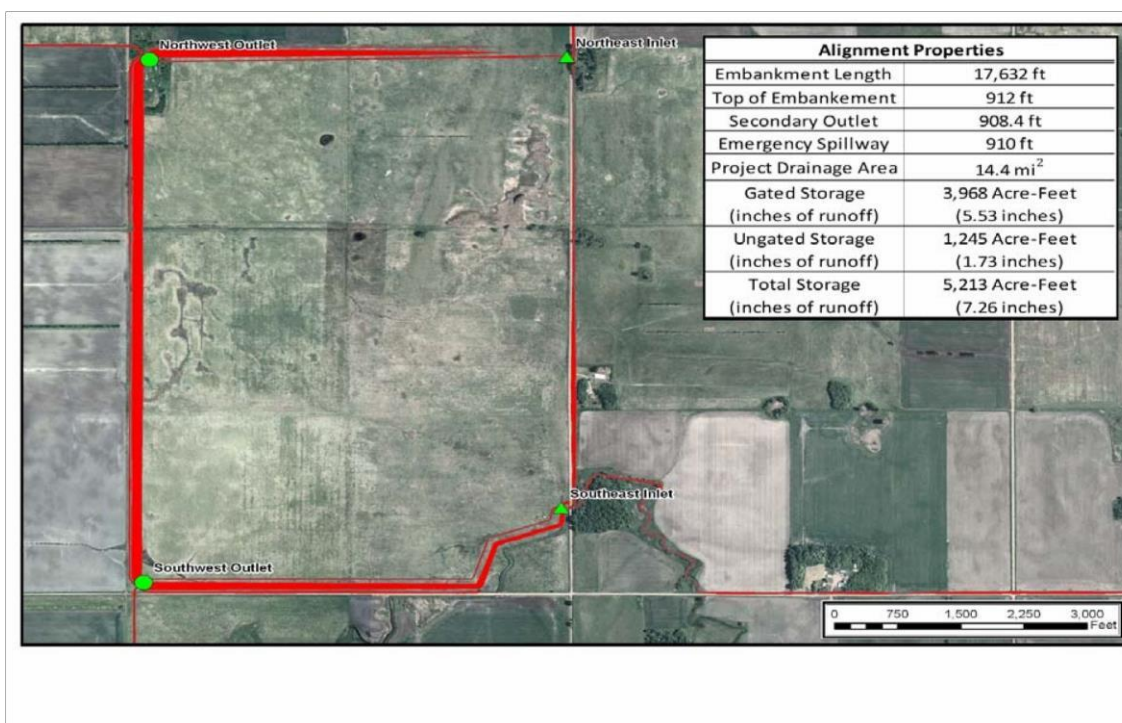 Northwest Outlet
Northeast Inlet
Alignment Properties
Embankment Length 17,632 ft
Top of Embankement 912 ft
Secondary Outlet 908.4 ft
Emergency Spillway 910 ft
Project Drainage Area 14.4 mi²
Gated Storage 3,968 Acre-Feet
(inches of runoff) (5.53 inches)
Ungated Storage 1,245 Acre-Feet
(inches of runoff) (1.73 inches)
Total Storage 5,213 Acre-Feet
(inches of runoff) (7.26 inches)
Southeast Inlet
Southwest Outlet
0 750 1,500 2,250 3,000
Feet